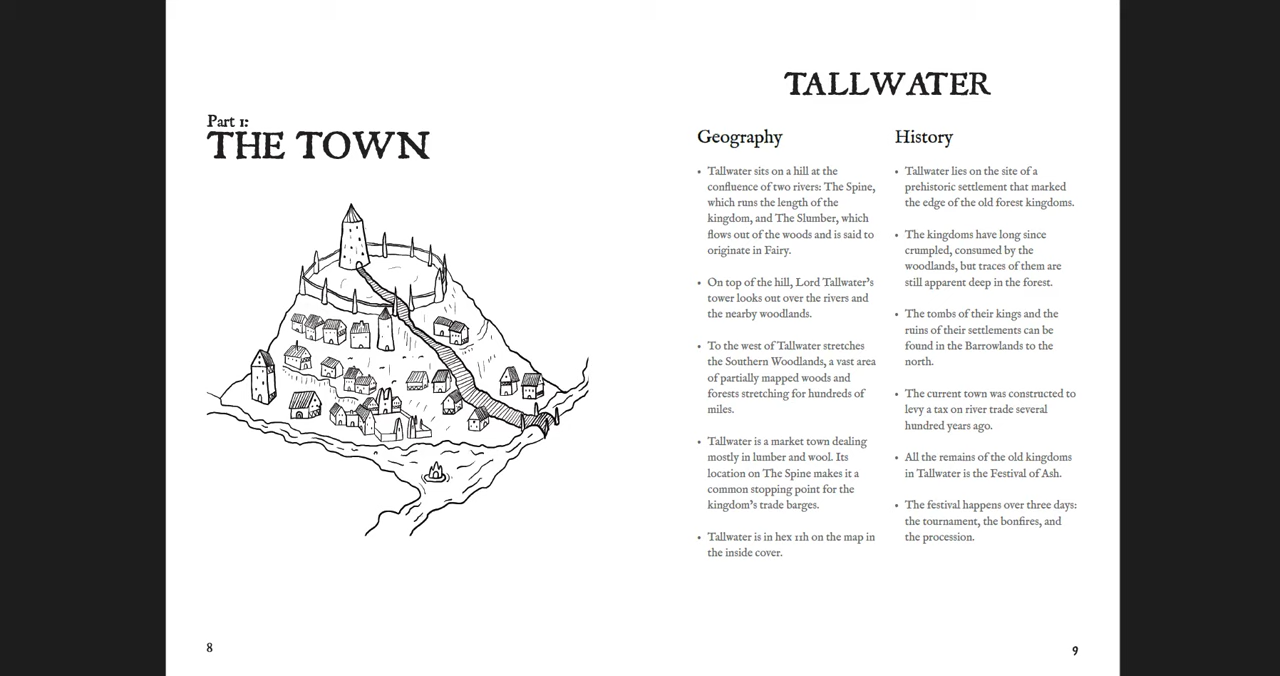 Part 1:
THE TOWN
8
TALLWATER
Geography
• Tallwater sits on a hill at the
confluence of two rivers: The Spine,
which runs the length of the
kingdom, and The Slumber, which
flows out of the woods and is said to
originate in Fairy.
• On top of the hill, Lord Tallwater's
tower looks out over the rivers and
the nearby woodlands.
• To the west of Tallwater stretches
the Southern Woodlands, a vast area
of partially mapped woods and
forests stretching for hundreds of
miles.
• Tallwater is a market town dealing
mostly in lumber and wool. Its
location on The Spine makes it a
common stopping point for the
kingdom's trade barges.
• Tallwater is in hex 11h on the map in
the inside cover.
History
• Tallwater lies on the site of a
prehistoric settlement that marked
the edge of the old forest kingdoms.
• The kingdoms have long since
crumpled, consumed by the
woodlands, but traces of them are
still apparent deep in the forest.
• The tombs of their kings and the
ruins of their settlements can be
found in the Barrowlands to the
north.
• The current town was constructed to
levy a tax on river trade several
hundred years ago.
• All the remains of the old kingdoms
in Tallwater is the Festival of Ash.
• The festival happens over three days:
the tournament, the bonfires, and
the procession.
9